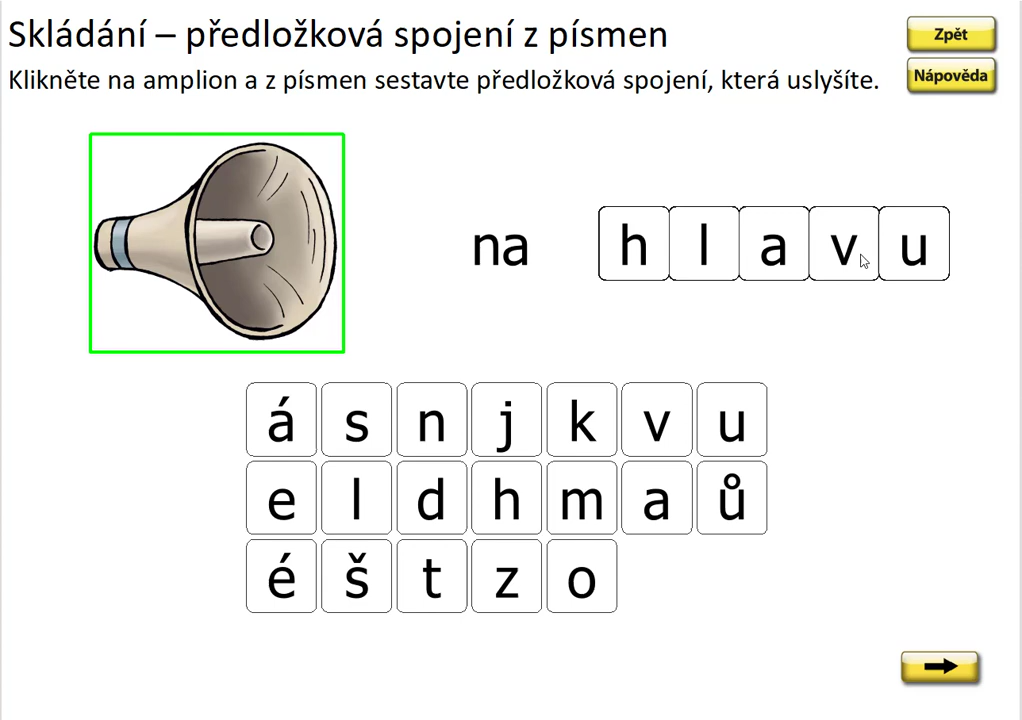 Skládání – předložková spojení z písmen
Zpět
Klikněte na amplion a z písmen sestavte předložková spojení, která uslyšíte.
Nápověda
na h l a v u
á s n j k v u
e l d h m a ů
é š t z o